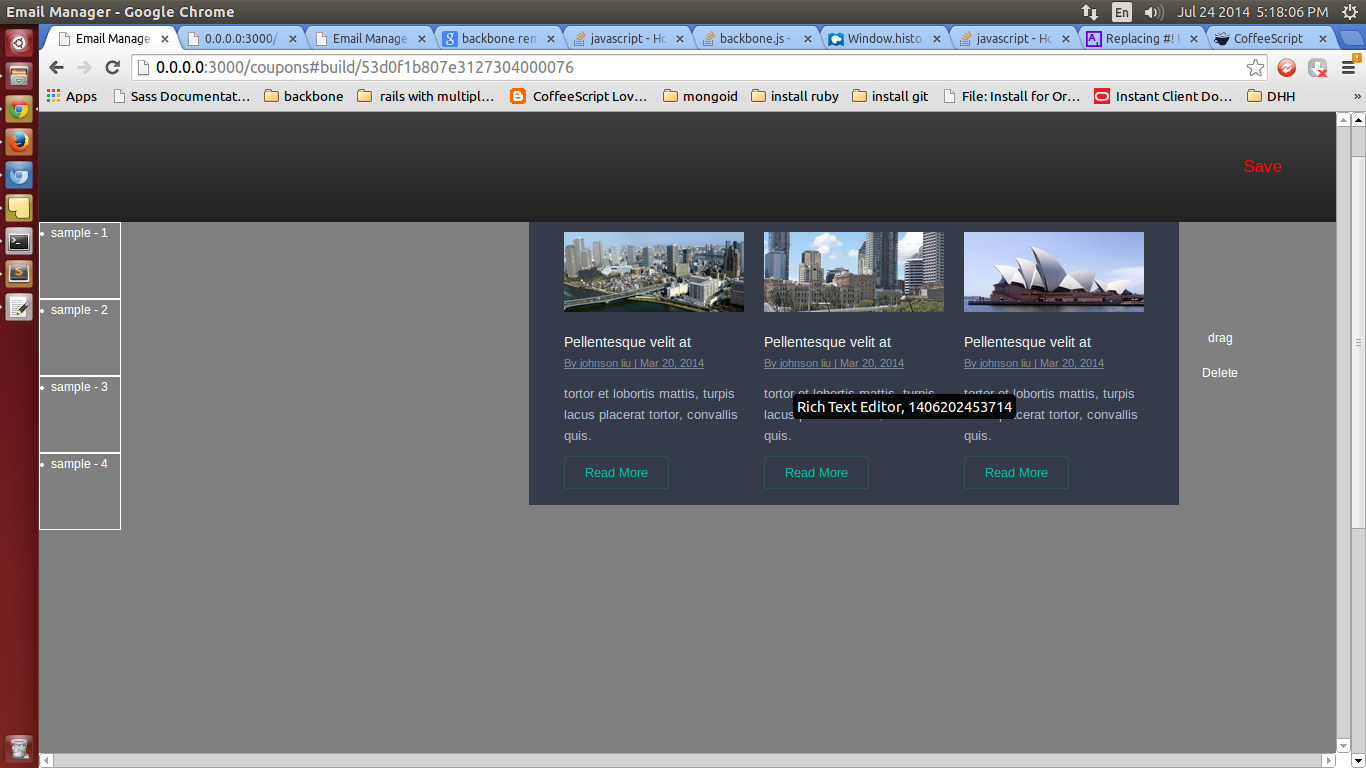 Email Manager - Google Chrome
En
Jul 24 2014 5:18:06 PM
Email Manage
0.0.0.0:3000/
Email Manage
backbone rem
javascript - Ho
backbone.js -
Window.histo
javascript - Ho
Replacing #! 
CoffeeScript
0.0.0.0:3000/coupons#build/53d0f1b807e3127304000076
Apps
Sass Documentat…
backbone
rails with multipl…
CoffeeScript Lov…
mongoid
install ruby
install git
File: Install for Or…
Instant Client Do…
DHH
»
Save
sample - 1
sample - 2
sample - 3
sample - 4
Pellentesque velit at
By johnson liu | Mar 20, 2014
tortor et lobortis mattis, turpis
lacus placerat tortor, convallis
quis.
Read More
Pellentesque velit at
By johnson liu | Mar 20, 2014
tortor et lobortis mattis, turpis
lacus
quis.
Read More
Pellentesque velit at
By johnson liu | Mar 20, 2014
tortor et lobortis mattis, turpis
placerat tortor, convallis
quis.
Read More
Rich Text Editor, 1406202453714
drag
Delete